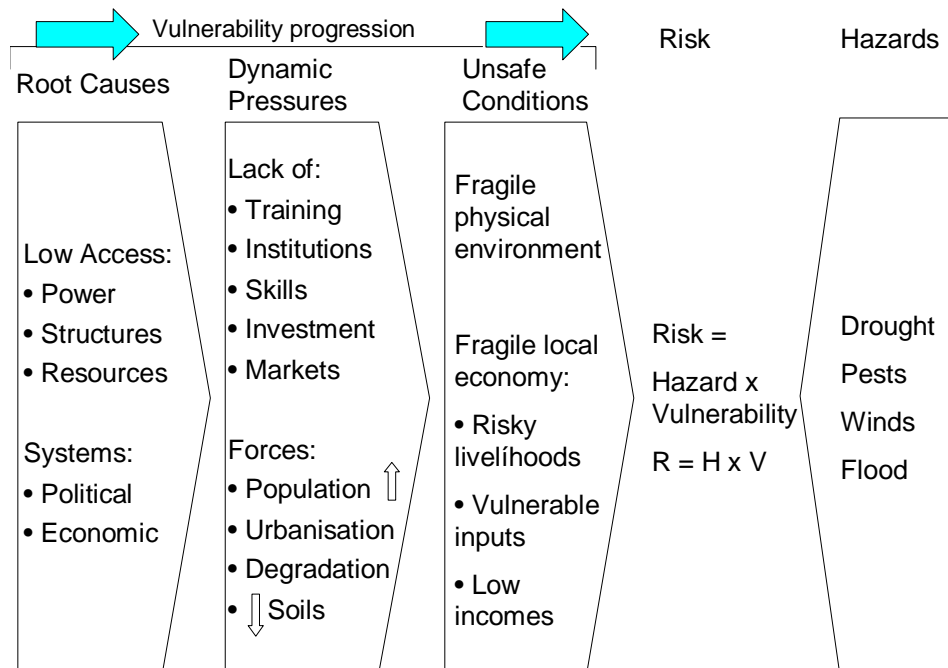 Vulnerability progression
Root Causes
Dynamic
Pressures
Unsafe
Conditions
Risk
Hazards
Low Access:
• Power
• Structures
• Resources
Systems:
• Political
• Economic
Lack of:
• Training
• Institutions
• Skills
• Investment
• Markets
Forces:
• Population
• Urbanisation
• Degradation
• Soils
Fragile
physical
environment
Fragile local
economy:
• Risky
livelíhoods
• Vulnerable
inputs
• Low
incomes
Risk =
Hazard x
Vulnerability
R = H x V
Drought
Pests
Winds
Flood